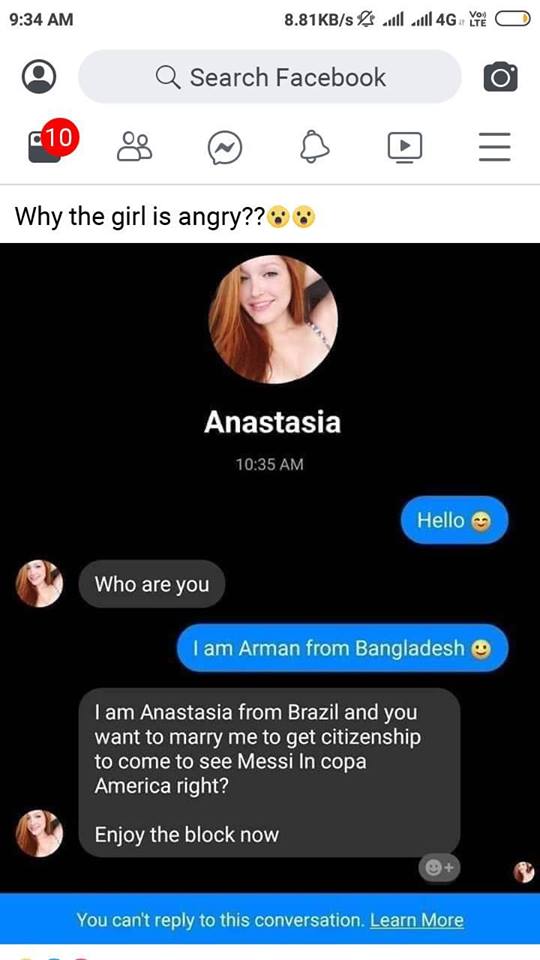 9:34 AM 8.81KB/s 4G Vo) LTE
Search Facebook
10
Why the girl is angry??😮😮
Anastasia
10:35 AM
Hello 😊
Who are you
I am Arman from Bangladesh 🙂
I am Anastasia from Brazil and you
want to marry me to get citizenship
to come to see Messi In copa
America right?
Enjoy the block now
You can't reply to this conversation. Learn More